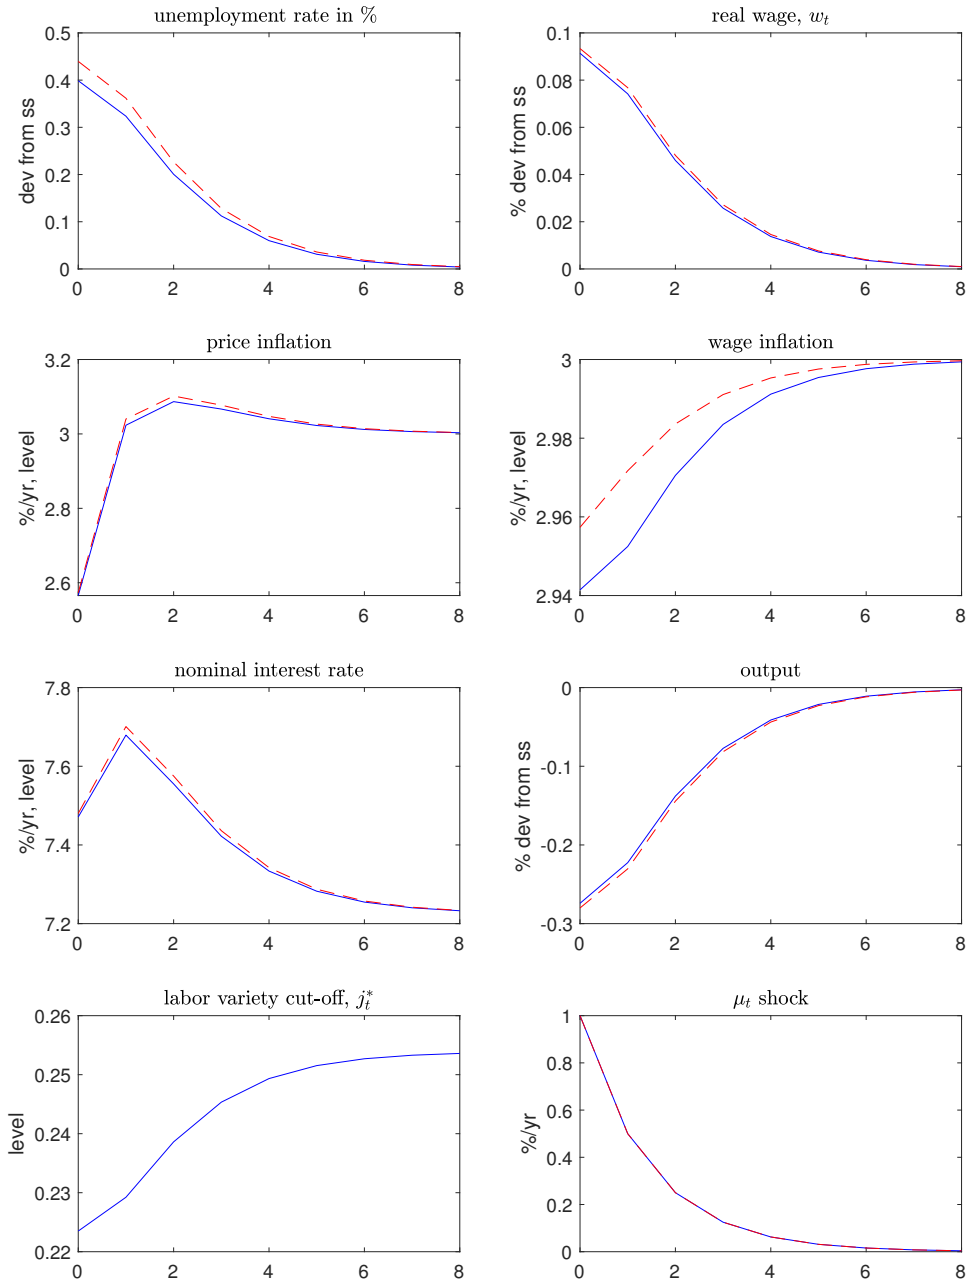 unemployment rate in %
dev from ss
0.5
0.4
0.3
0.2
0.1
0
0 2 4 6 8
real wage, w_t
% dev from ss
0.1
0.08
0.06
0.04
0.02
0
0 2 4 6 8
price inflation
%/yr, level
3.2
3
2.8
2.6
0 2 4 6 8
wage inflation
%/yr, level
3
2.98
2.96
2.94
0 2 4 6 8
nominal interest rate
%/yr, level
7.8
7.6
7.4
7.2
0 2 4 6 8
output
% dev from ss
0
-0.1
-0.2
-0.3
0 2 4 6 8
labor variety cut-off, j_t^*
level
0.26
0.25
0.24
0.23
0.22
0 2 4 6 8
μ_t shock
%/yr
1
0.8
0.6
0.4
0.2
0
0 2 4 6 8